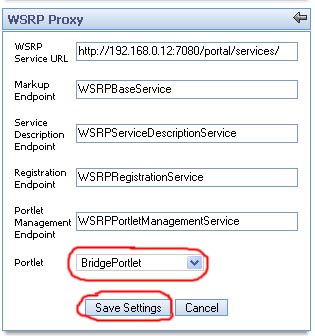 WSRP Proxy
WSRP
Service URL
http://192.168.0.12:7080/portal/services/
Markup
Endpoint
WSRPBaseService
Service
Description
Endpoint
WSRPServiceDescriptionService
Registration
Endpoint
WSRPRegistrationService
Portlet
Management
Endpoint
WSRPPortletManagementService
Portlet
BridgePortlet
Save Settings
Cancel